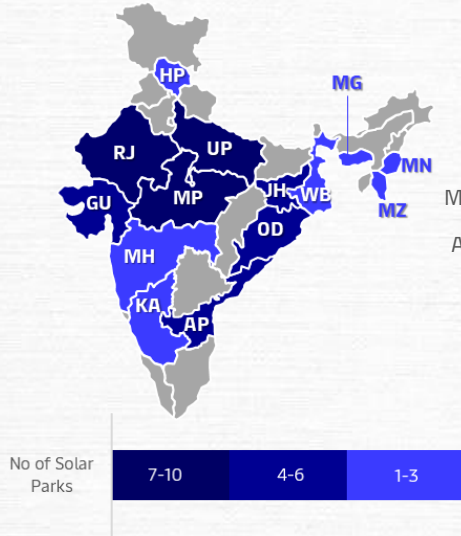 HP
MG
RJ
UP
MN
GU
MP
JH
WB
MZ
M
OD
A
MH
KA
AP
No of Solar
Parks
7-10
4-6
1-3